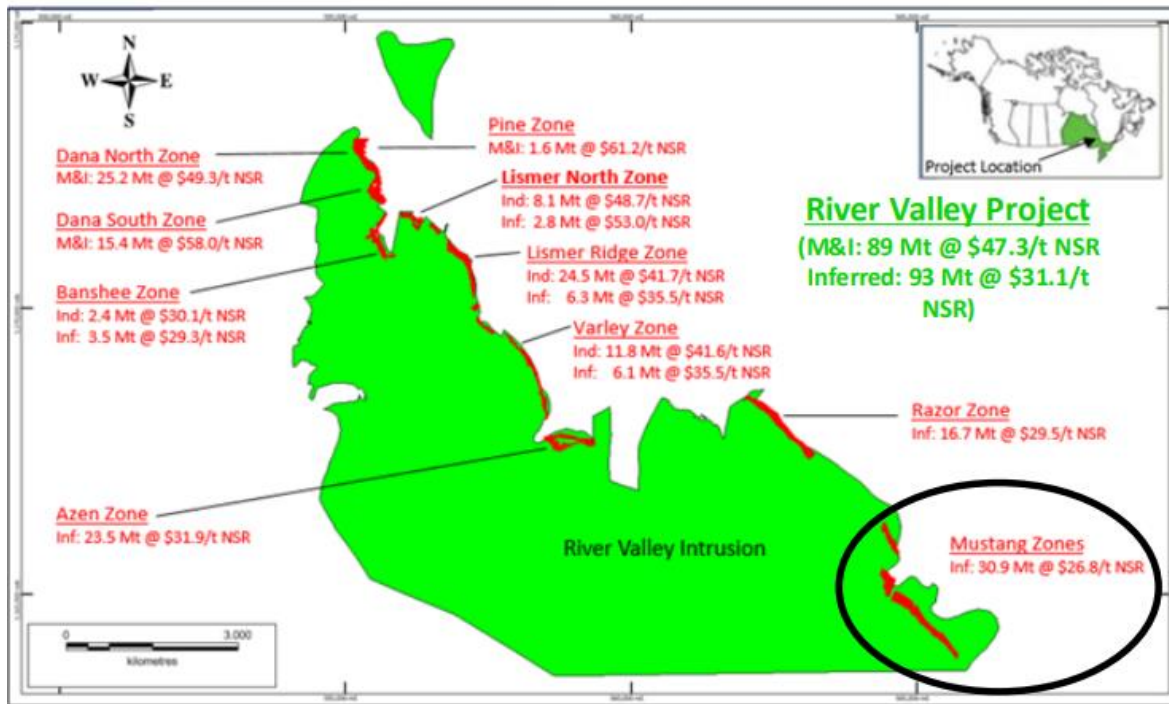 N
W E
S
Project Location
Pine Zone
M&I: 1.6 Mt @ $61.2/t NSR
Dana North Zone
M&I: 25.2 Mt @ $49.3/t NSR
Lismer North Zone
Ind: 8.1 Mt @ $48.7/t NSR
Inf: 2.8 Mt @ $53.0/t NSR
River Valley Project
(M&I: 89 Mt @ $47.3/t NSR
Inferred: 93 Mt @ $31.1/t
NSR)
Dana South Zone
M&I: 15.4 Mt @ $58.0/t NSR
Lismer Ridge Zone
Ind: 24.5 Mt @ $41.7/t NSR
Inf: 6.3 Mt @ $35.5/t NSR
Banshee Zone
Ind: 2.4 Mt @ $30.1/t NSR
Inf: 3.5 Mt @ $29.3/t NSR
Varley Zone
Ind: 11.8 Mt @ $41.6/t NSR
Inf: 6.1 Mt @ $35.5/t NSR
Razor Zone
Inf: 16.7 Mt @ $29.5/t NSR
Azen Zone
Inf: 23.5 Mt @ $31.9/t NSR
River Valley Intrusion
Mustang Zones
Inf: 30.9 Mt @ $26.8/t NSR
0 3.000
kilometres